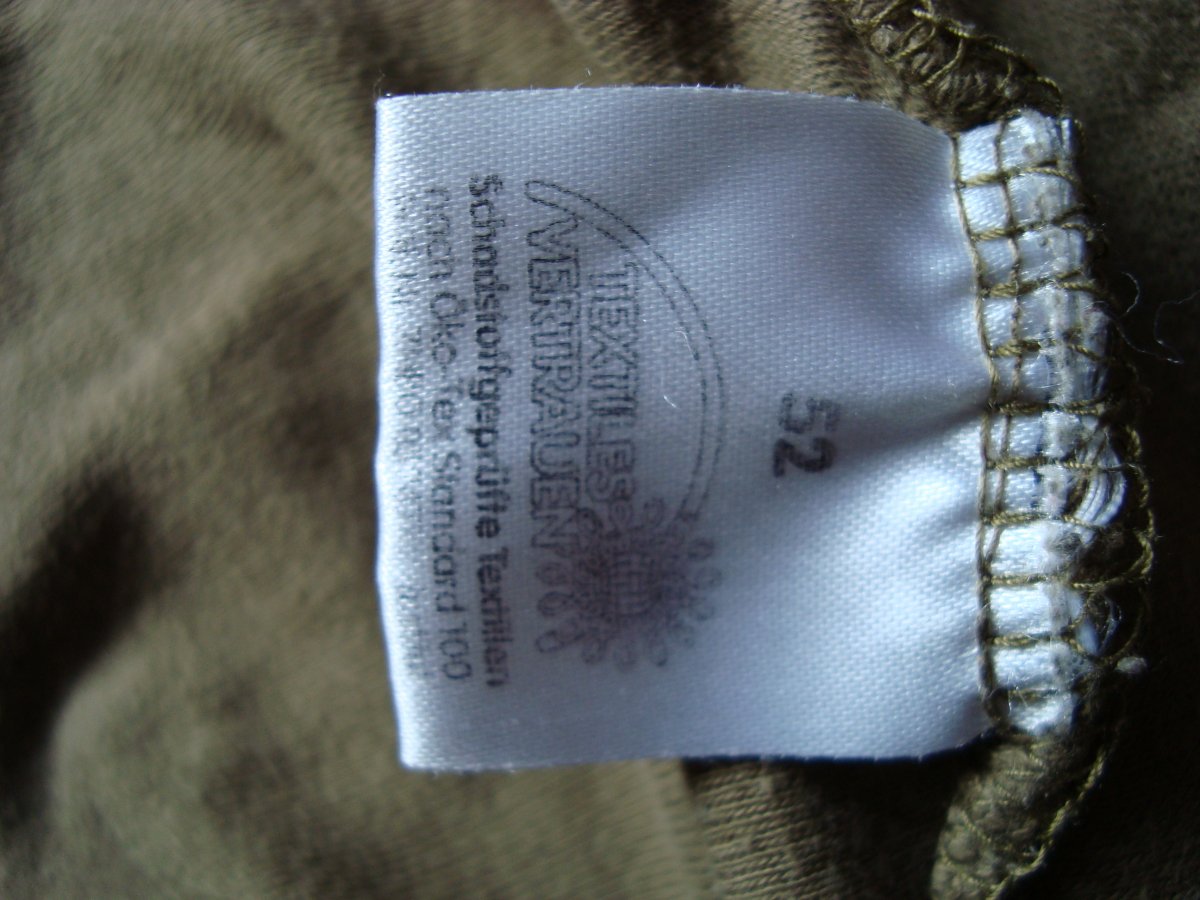 52
TEXTILES
VERTRAUEN
Schadstoffgeprüfte Textilien
nach Öko-Tex Standard 100